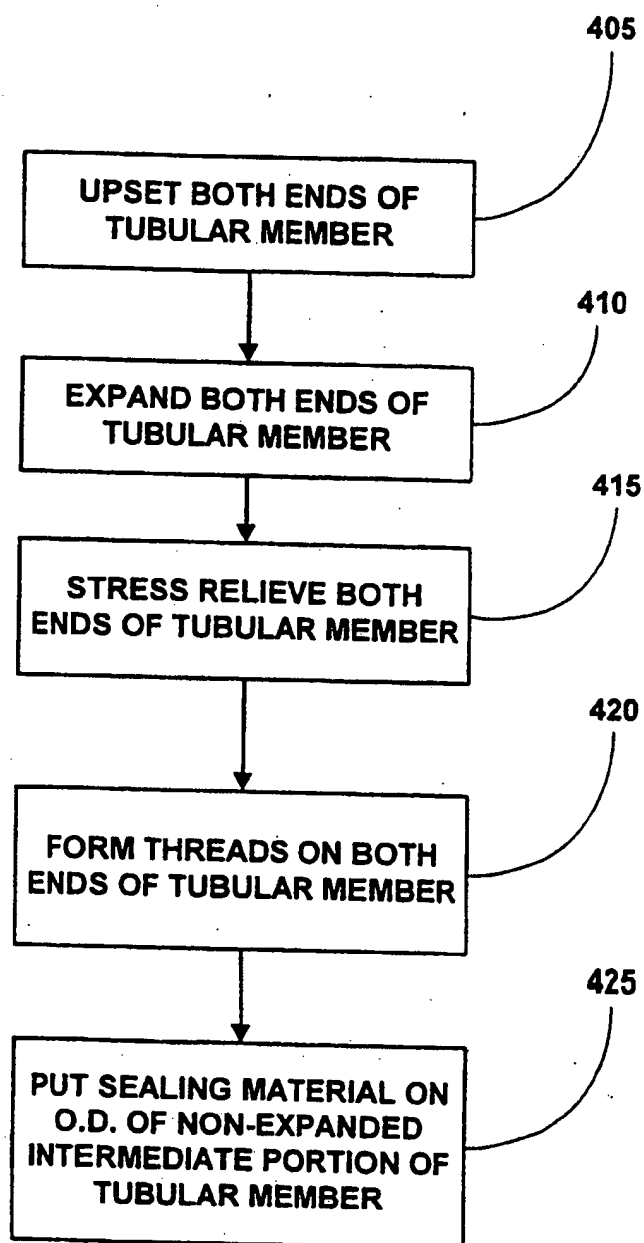 405
UPSET BOTH ENDS OF
TUBULAR MEMBER
410
EXPAND BOTH ENDS OF
TUBULAR MEMBER
415
STRESS RELIEVE BOTH
ENDS OF TUBULAR MEMBER
420
FORM THREADS ON BOTH
ENDS OF TUBULAR MEMBER
425
PUT SEALING MATERIAL ON
O.D. OF NON-EXPANDED
INTERMEDIATE PORTION OF
TUBULAR MEMBER